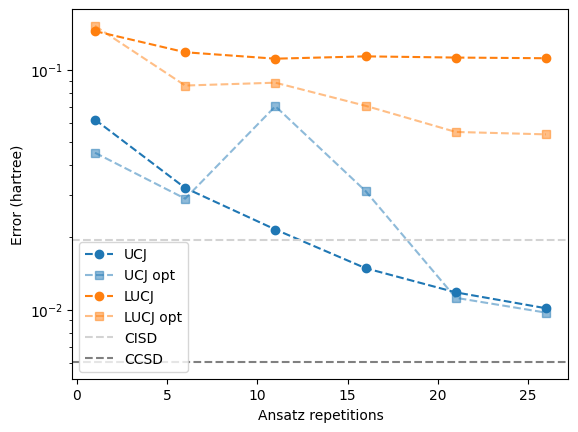 Error (hartree)
10⁻¹
10⁻²
UCJ
UCJ opt
LUCJ
LUCJ opt
CISD
CCSD
0 5 10 15 20 25
Ansatz repetitions